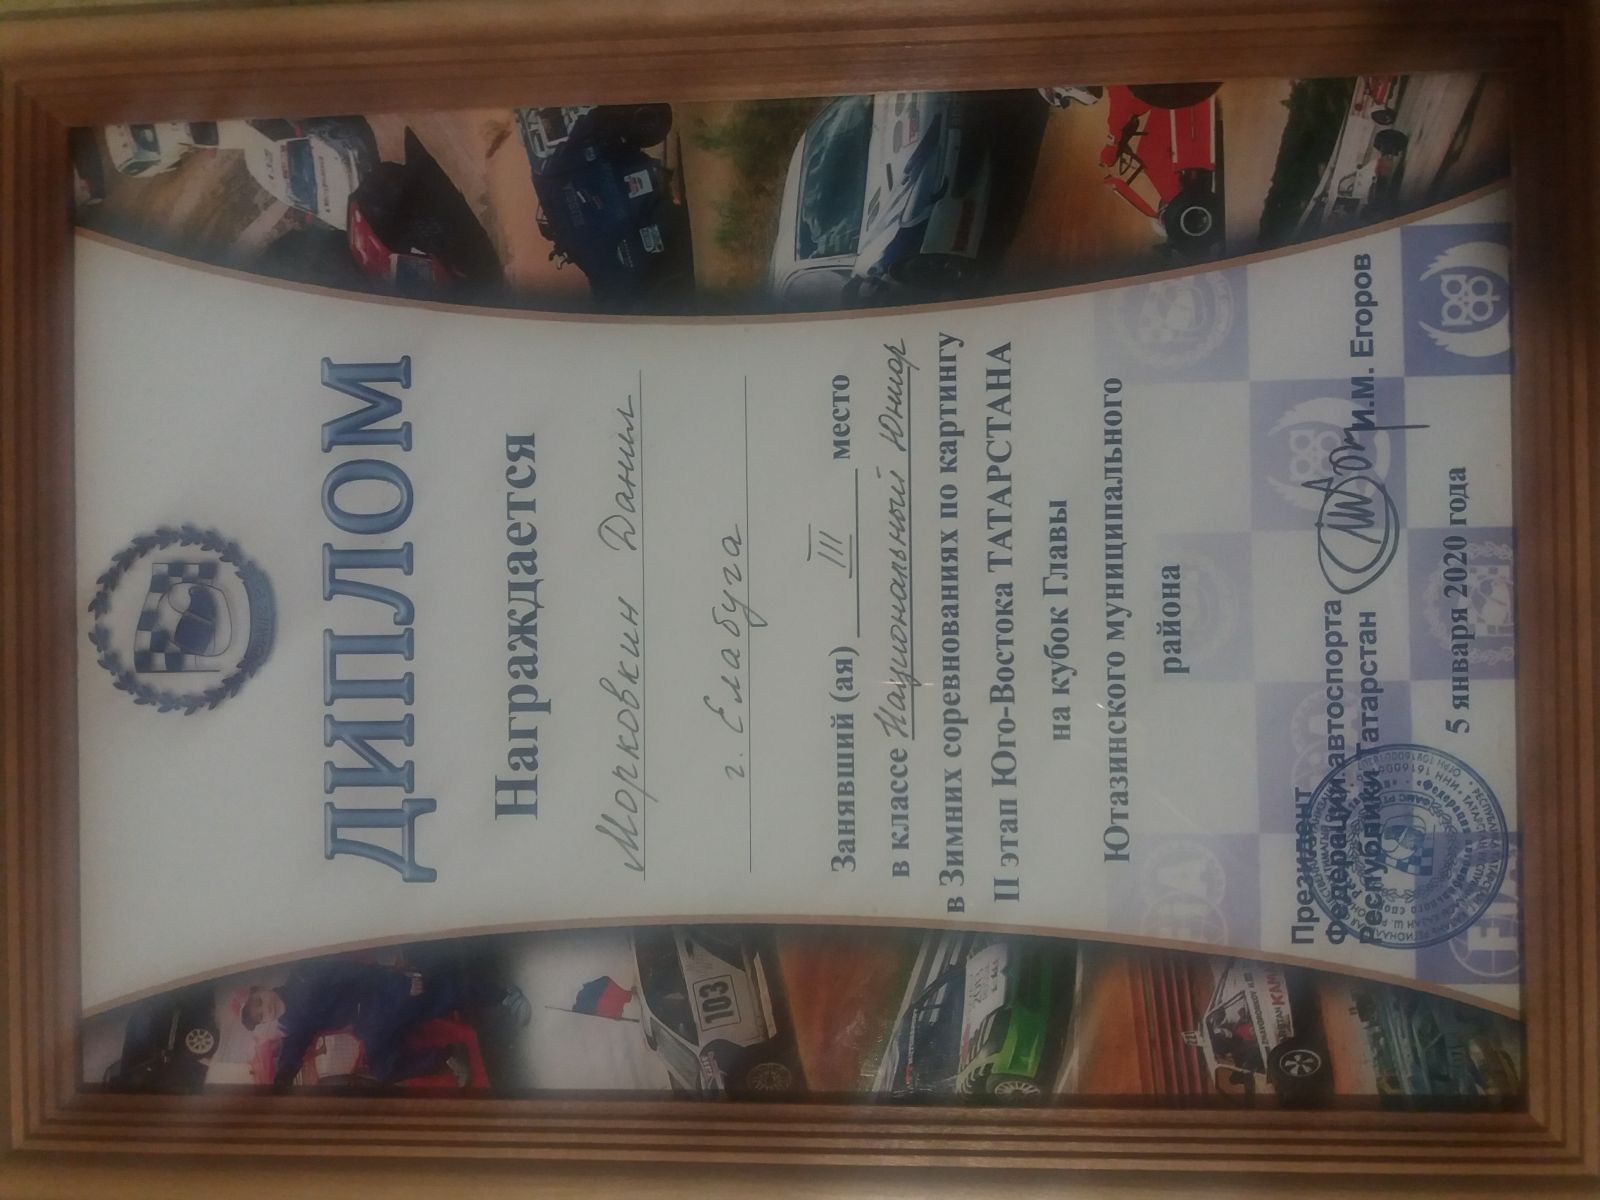 ДИПЛОМ
Награждается
Морковкин Данил
г. Елабуга
Занявший (ая) III место
в классе Национальный Юниор
в Зимних соревнованиях по картингу
II этап Юго-Востока ТАТАРСТАНА
на кубок Главы
Ютазинского муниципального
района
Президент
Федерации автоспорта
Республики Татарстан И.М. Егоров
5 января 2020 года
103